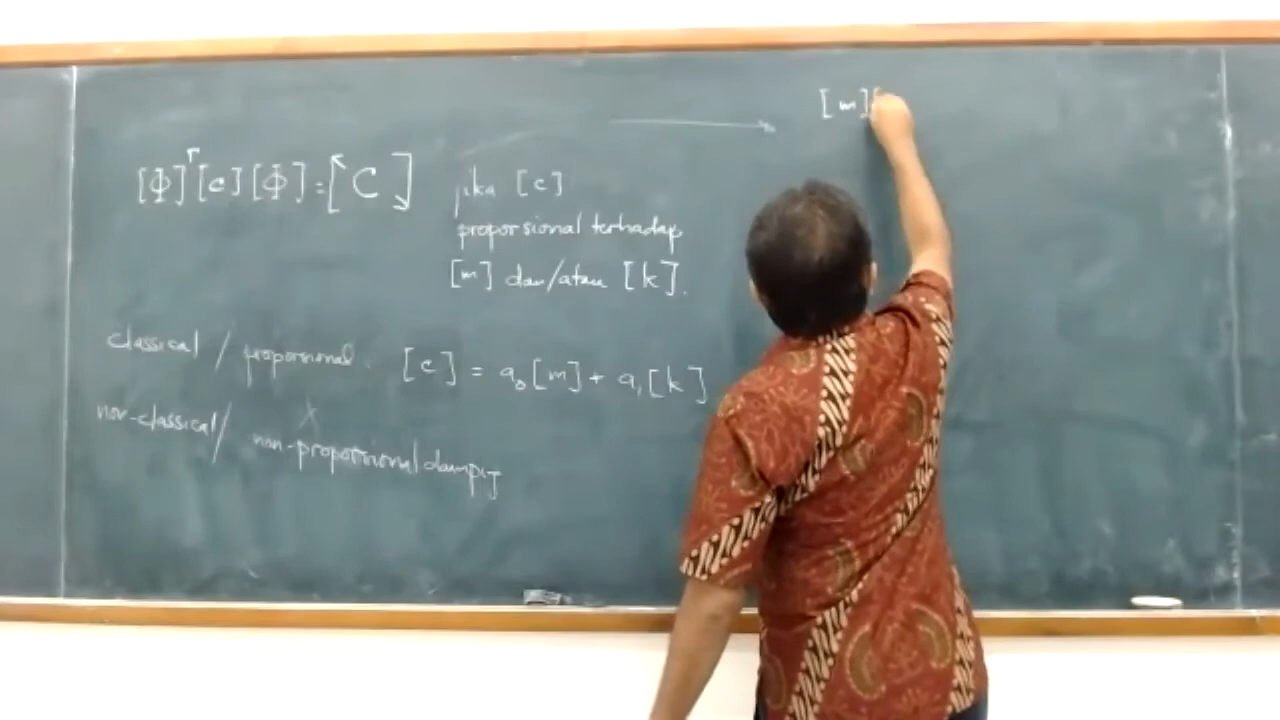 [Φ]ᵀ[c][Φ] = [C]
jika [c]
proporsional terhadap
[m] dan/atau [k].
classical / proporsional.
[c] = a₀[m] + a₁[k]
non-classical /
non-proportional damping
[m]